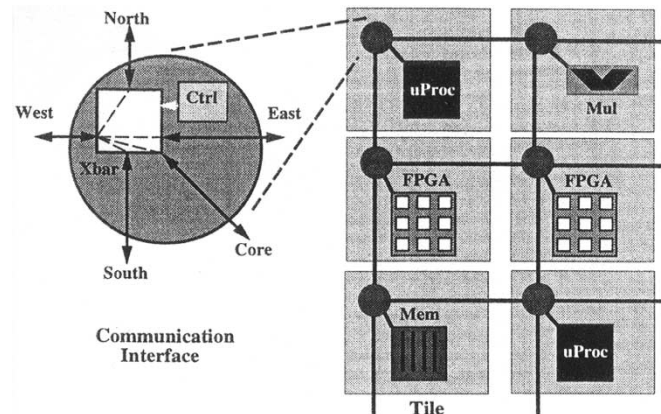 North
Ctrl
West
East
Xbar
Core
South
Communication
Interface
uProc
Mul
FPGA
FPGA
Mem
uProc
Tile